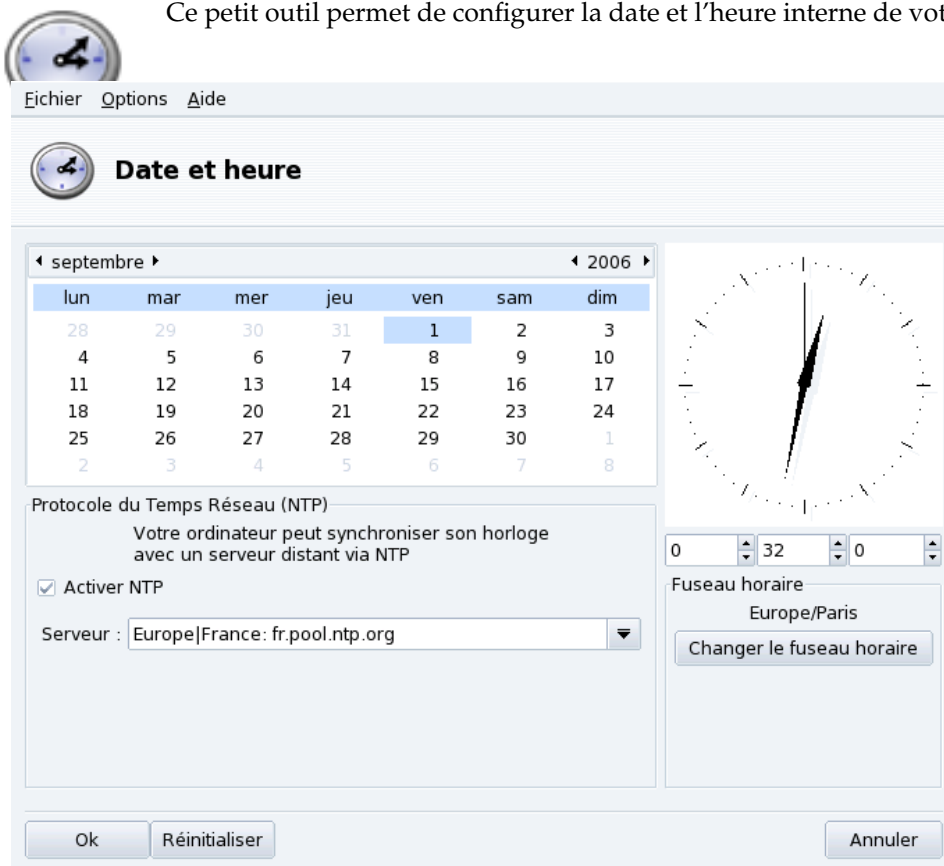 Ce petit outil permet de configurer la date et l'heure interne de
Fichier Options Aide
Date et heure
septembre 2006
lun mar mer jeu ven sam dim
28 29 30 31 1 2 3
4 5 6 7 8 9 10
11 12 13 14 15 16 17
18 19 20 21 22 23 24
25 26 27 28 29 30 1
2 3 4 5 6 7 8
Protocole du Temps Réseau (NTP)
Votre ordinateur peut synchroniser son horloge
avec un serveur distant via NTP
Activer NTP
Serveur : Europe|France: fr.pool.ntp.org
0 32 0
Fuseau horaire
Europe/Paris
Changer le fuseau horaire
Ok Réinitialiser Annuler